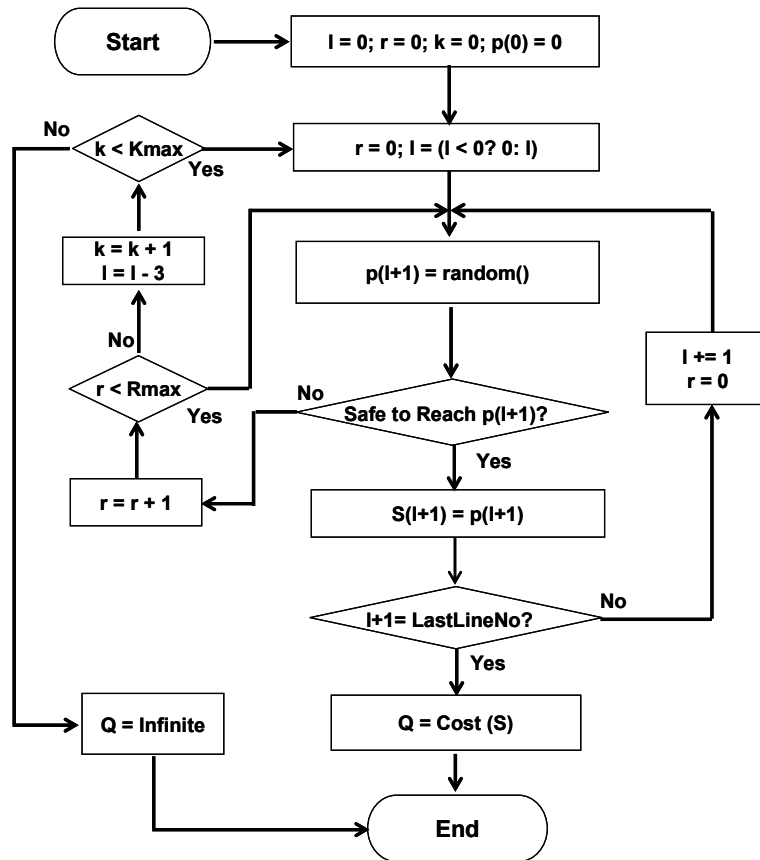 Start
l = 0; r = 0; k = 0; p(0) = 0
No
k < Kmax
Yes
r = 0; l = (l < 0? 0: l)
k = k + 1
l = l - 3
p(l+1) = random()
No
l += 1
r = 0
r < Rmax
Yes
No
Safe to Reach p(l+1)?
Yes
r = r + 1
S(l+1) = p(l+1)
l+1= LastLineNo?
No
Yes
Q = Infinite
Q = Cost (S)
End